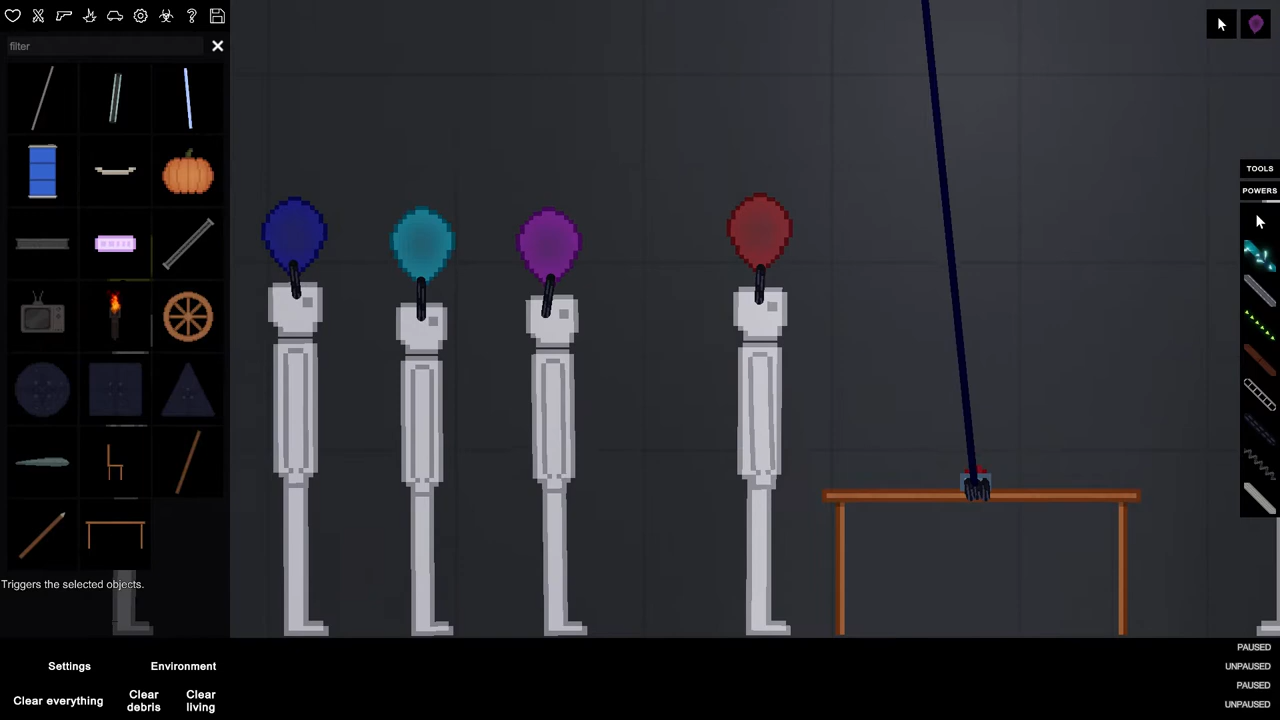 filter
TOOLS
POWERS
Triggers the selected objects.
Settings
Environment
Clear everything
Clear
debris
Clear
living
PAUSED
UNPAUSED
PAUSED
UNPAUSED